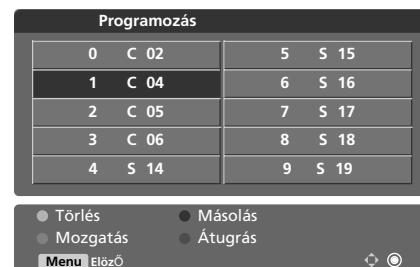 Programozás
0 C 02 5 S 15
1 C 04 6 S 16
2 C 05 7 S 17
3 C 06 8 S 18
4 S 14 9 S 19
Törlés Másolás
Mozgatás Átugrás
Menu ElözŐ